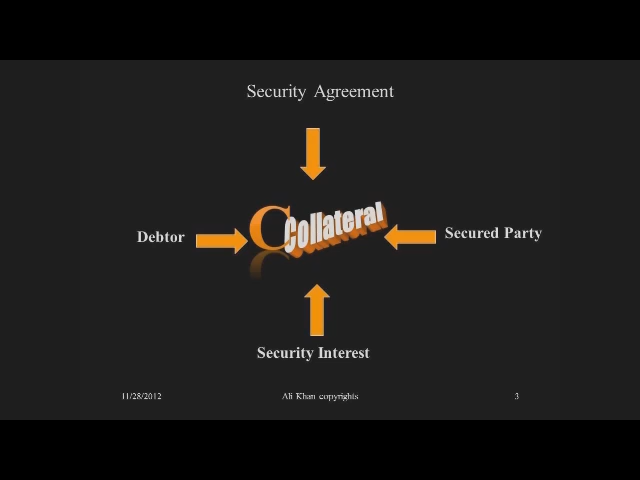 Security Agreement
C Collateral
Debtor
Secured Party
Security Interest
11/28/2012
Ali Khan copyrights
3